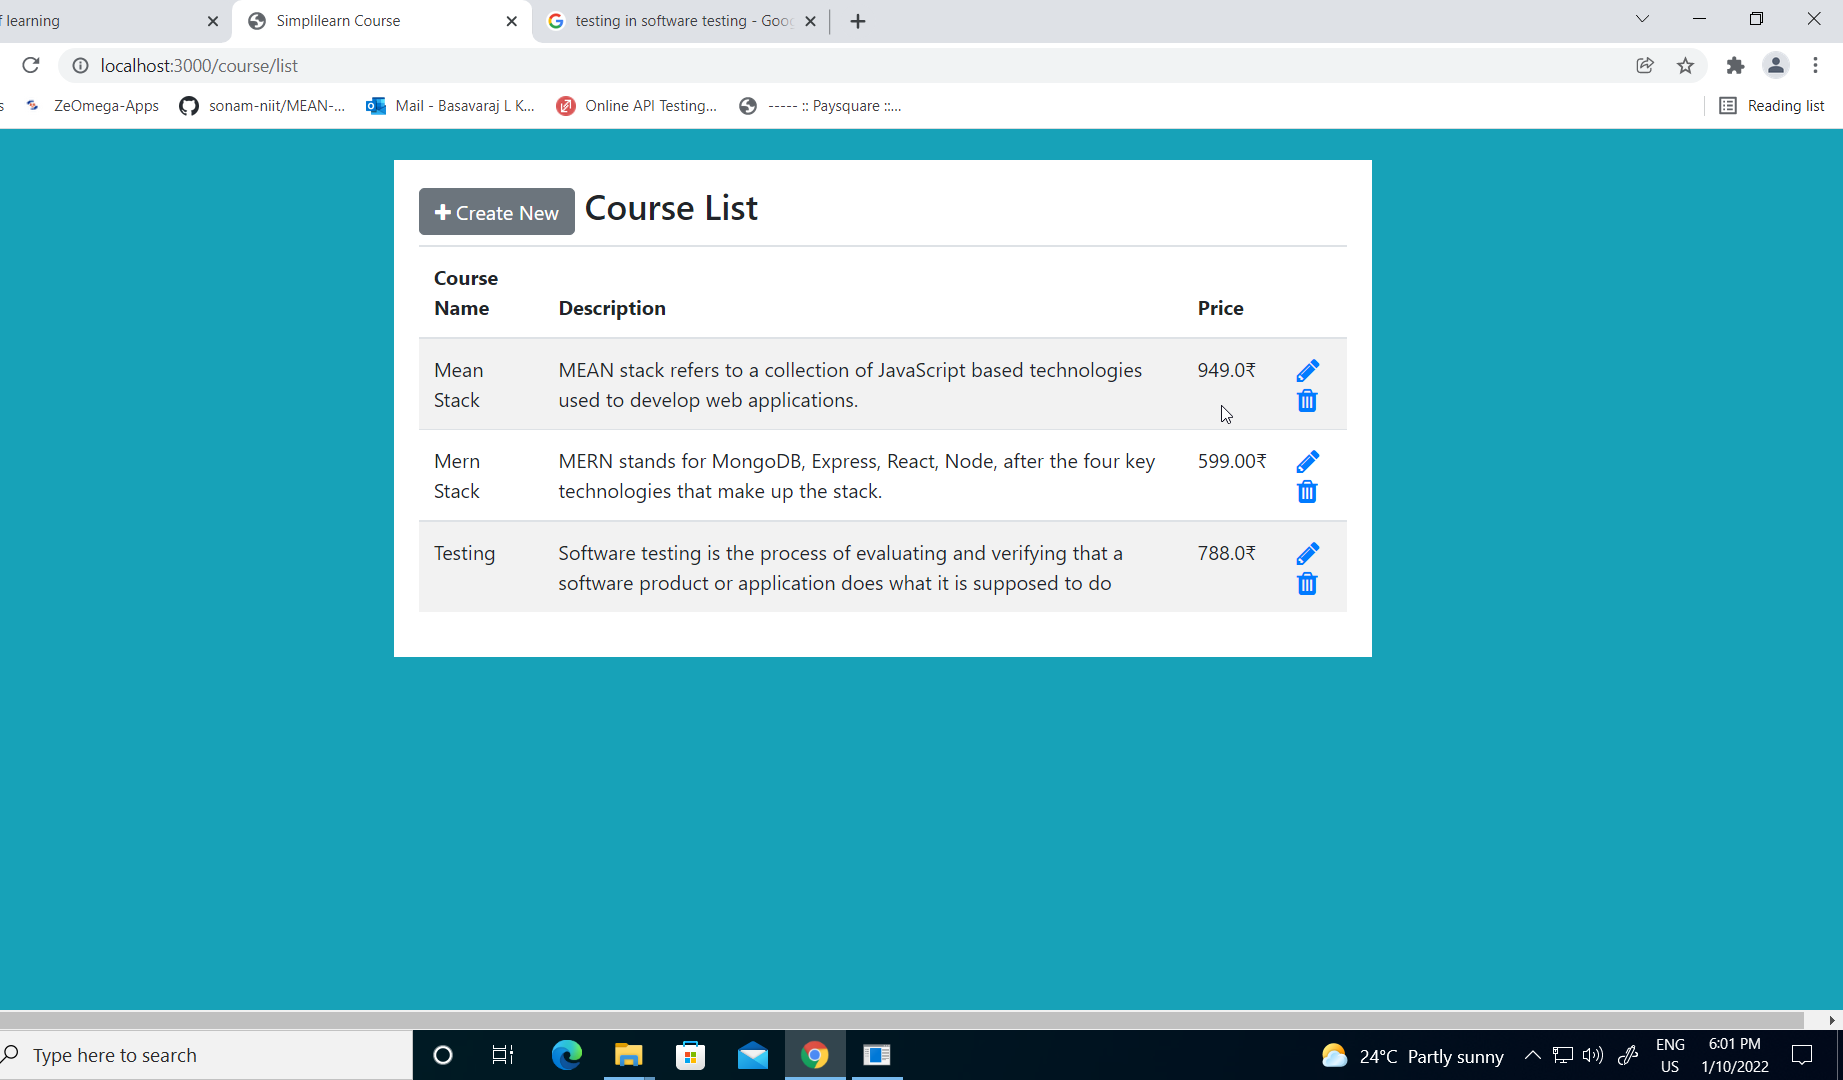 f learning
Simplilearn Course
testing in software testing - Goog
localhost:3000/course/list
s
ZeOmega-Apps
sonam-niit/MEAN-...
Mail - Basavaraj L K...
Online API Testing...
----- :: Paysquare ::...
Reading list
Create New
Course List
Course
Name
Description
Price
Mean
Stack
MEAN stack refers to a collection of JavaScript based technologies
used to develop web applications.
949.0₹
Mern
Stack
MERN stands for MongoDB, Express, React, Node, after the four key
technologies that make up the stack.
599.00₹
Testing
Software testing is the process of evaluating and verifying that a
software product or application does what it is supposed to do
788.0₹
Type here to search
24°C Partly sunny
ENG
US
6:01 PM
1/10/2022